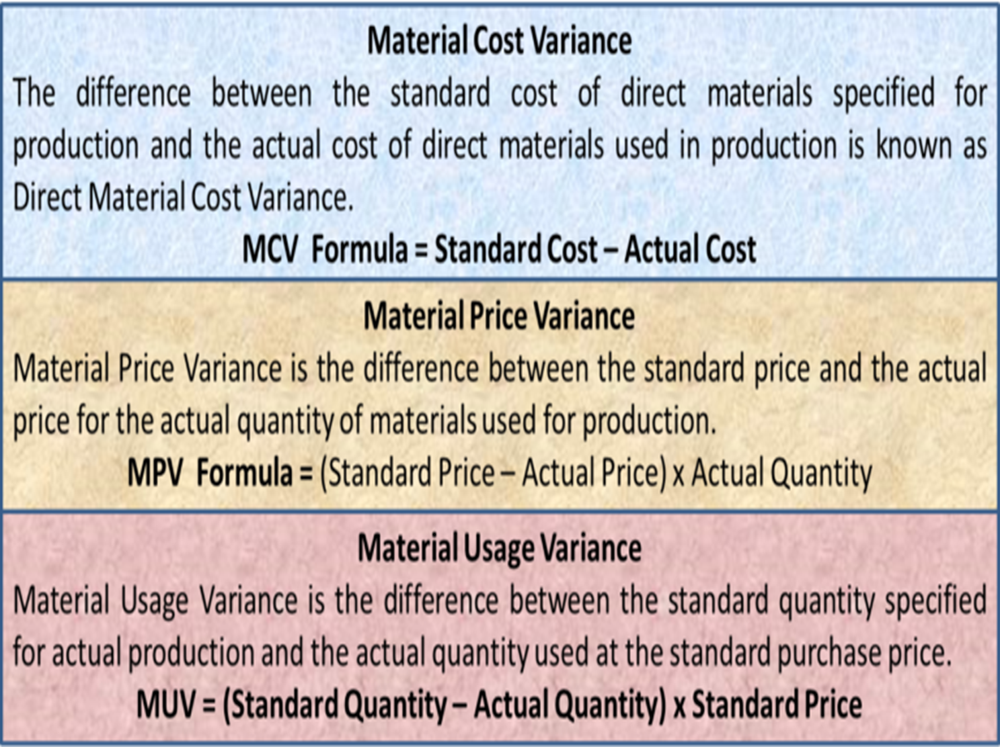 Material Cost Variance
The difference between the standard cost of direct materials specified for
production and the actual cost of direct materials used in production is known as
Direct Material Cost Variance.
MCV Formula = Standard Cost – Actual Cost
Material Price Variance
Material Price Variance is the difference between the standard price and the actual
price for the actual quantity of materials used for production.
MPV Formula = (Standard Price – Actual Price) x Actual Quantity
Material Usage Variance
Material Usage Variance is the difference between the standard quantity specified
for actual production and the actual quantity used at the standard purchase price.
MUV = (Standard Quantity – Actual Quantity) x Standard Price